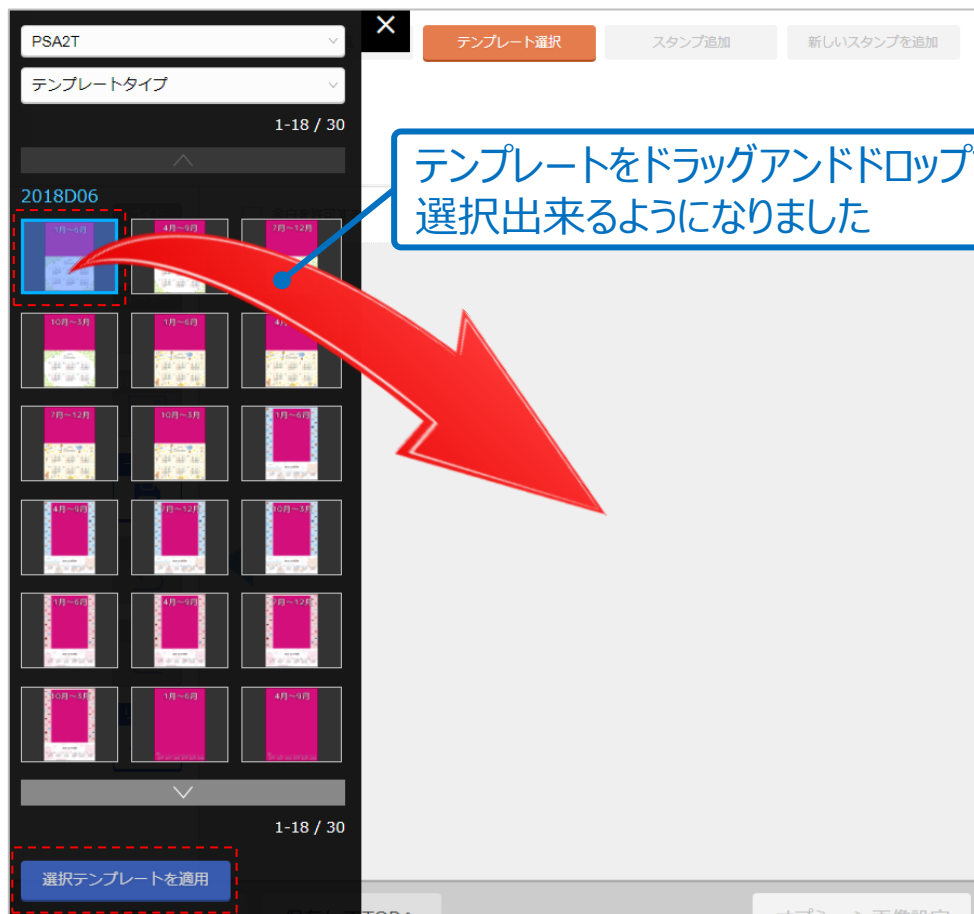 PSA2T
テンプレート選択
スタンプ追加
新しいスタンプを追加
テンプレートタイプ
1-18 / 30
テンプレートをドラッグアンドドロップ
選択出来るようになりました
2018D06
1月～6月
4月～9月
7月～12月
10月～3月
1月～6月
7月～12月
10月～3月
1月～6月
4月～9月
7月～12月
10月～3月
1月～6月
4月～9月
7月～12月
10月～3月
1月～6月
4月～9月
1-18 / 30
選択テンプレートを適用